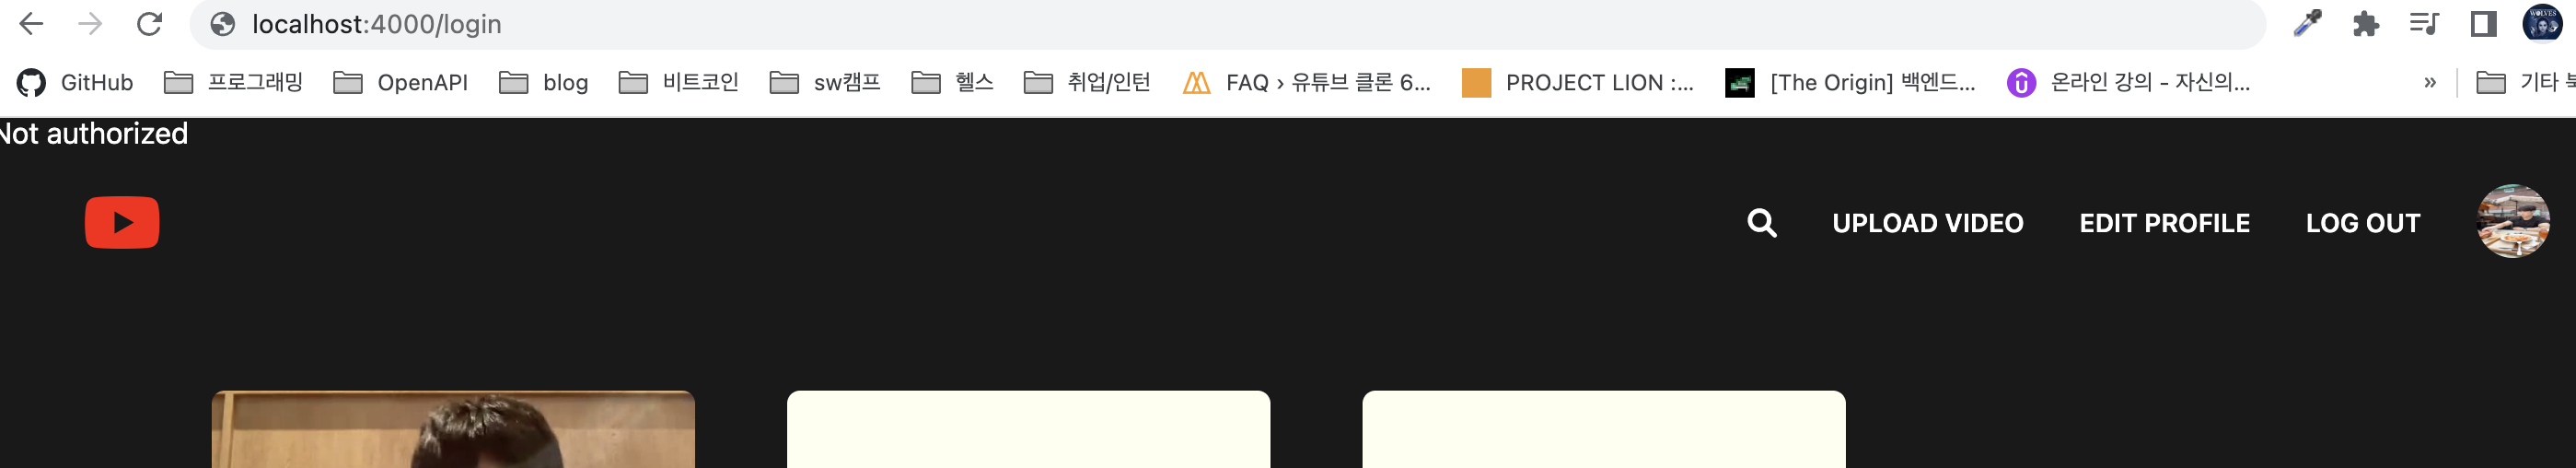 localhost:4000/login
WOLVES
GitHub 프로그래밍 OpenAPI blog 비트코인 sw캠프 헬스 취업/인턴 FAQ › 유튜브 클론 6... PROJECT LION :... [The Origin] 백엔드... 온라인 강의 - 자신의... » 기타
Not authorized
UPLOAD VIDEO EDIT PROFILE LOG OUT